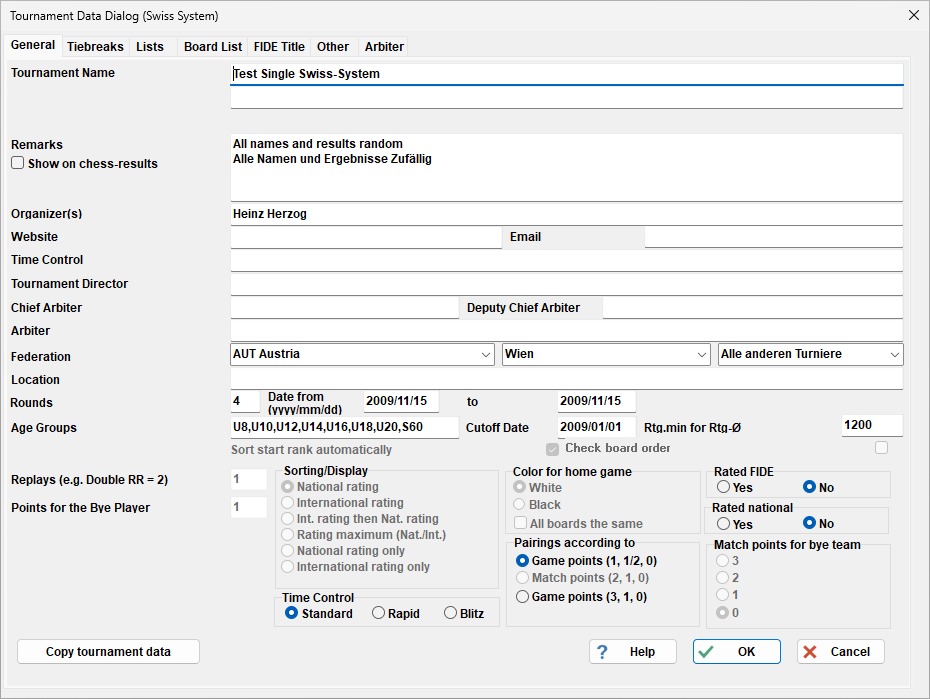 Tournament Data Dialog (Swiss System)
General Tiebreaks Lists Board List FIDE Title Other Arbiter
Tournament Name Test Single Swiss-System
Remarks All names and results random
Alle Namen und Ergebnisse Zufällig
Show on chess-results
Organizer(s) Heinz Herzog
Website Email
Time Control
Tournament Director
Chief Arbiter Deputy Chief Arbiter
Arbiter
Federation AUT Austria Wien Alle anderen Turniere
Location
Rounds 4 Date from (yyyy/mm/dd) 2009/11/15 to 2009/11/15
Age Groups U8,U10,U12,U14,U16,U18,U20,S60 Cutoff Date 2009/01/01 Rtg.min for Rtg-Ø 1200
Sort start rank automatically Check board order
Replays (e.g. Double RR = 2) 1
Points for the Bye Player 1
Sorting/Display
National rating
International rating
Int. rating then Nat. rating
Rating maximum (Nat./Int.)
National rating only
International rating only
Time Control
Standard Rapid Blitz
Color for home game
White
Black
All boards the same
Pairings according to
Game points (1, 1/2, 0)
Match points (2, 1, 0)
Game points (3, 1, 0)
Rated FIDE
Yes No
Rated national
Yes No
Match points for bye team
3
2
1
0
Copy tournament data ? Help OK Cancel